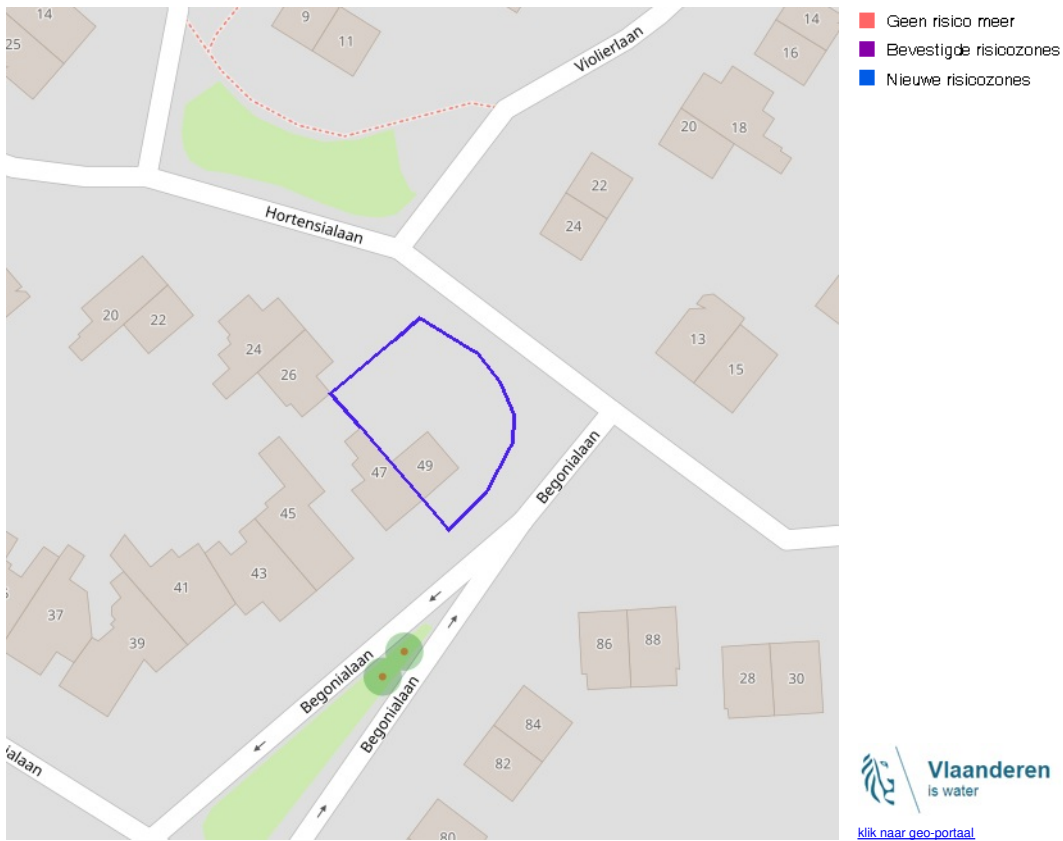 14
25
9
11
Violierlaan
14
16
20
18
22
24
Hortensialaan
20
22
24
26
13
15
47
49
Begonialaan
45
43
41
37
39
86
88
28
30
Begonialaan
Begonialaan
84
82
80
ialaan
Geen risico meer
Bevestigde risicozones
Nieuwe risicozones
Vlaanderen
is water
klik naar geo-portaal